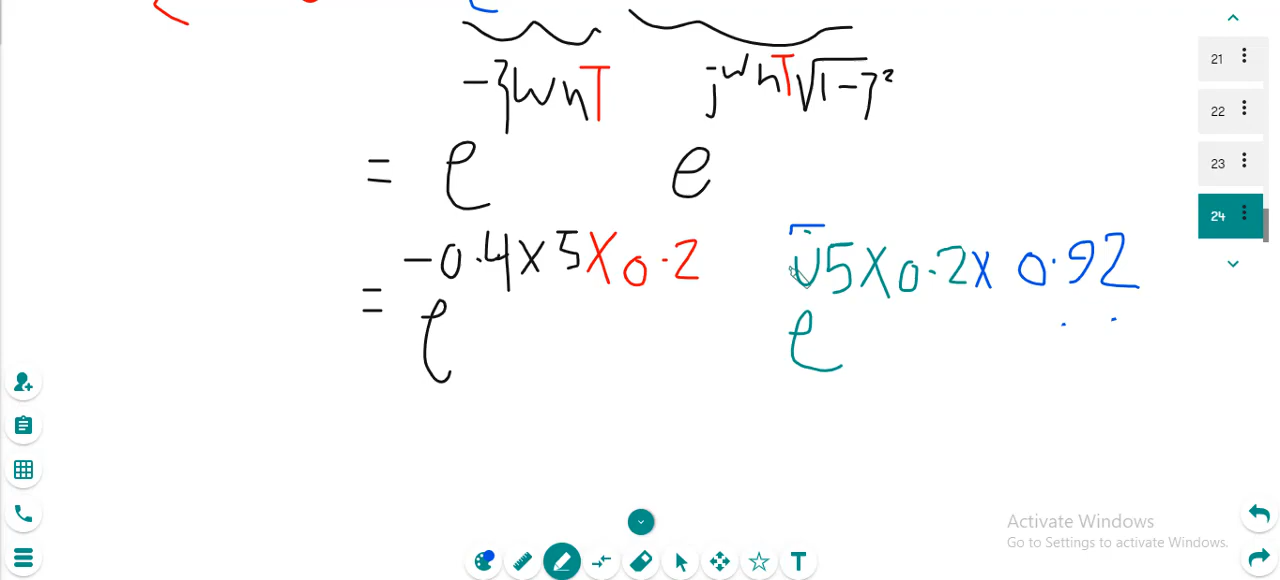 -ζωnT jωnT√1-ζ²
= e e
-0.4×5×0.2 j5×0.2×0.92
= e e
21
22
23
24
Activate Windows
Go to Settings to activate Windows.
T